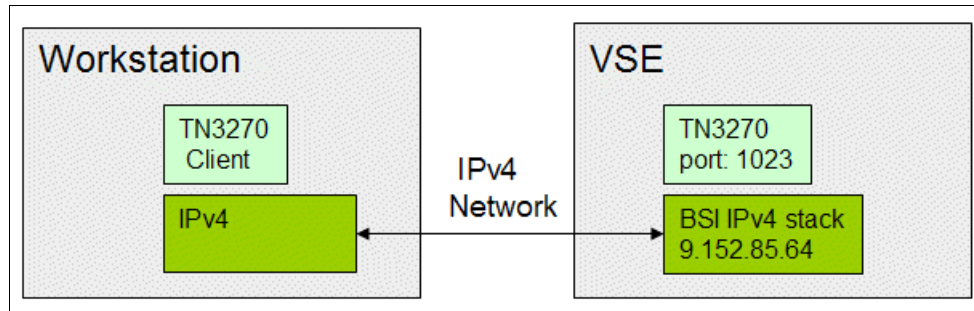 Workstation
TN3270
Client
IPv4
IPv4
Network
VSE
TN3270
port: 1023
BSI IPv4 stack
9.152.85.64